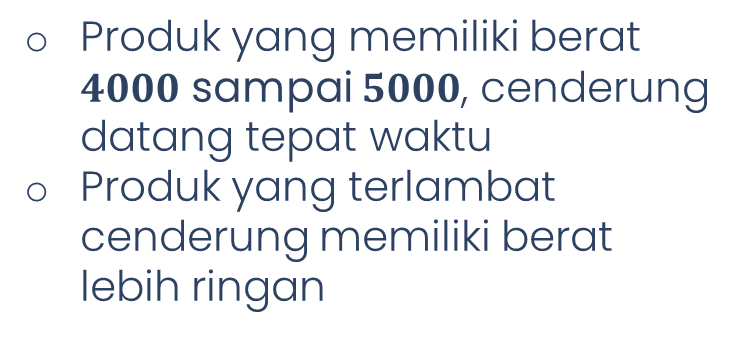 ○ Produk yang memiliki berat
4000 sampai 5000, cenderung
datang tepat waktu
○ Produk yang terlambat
cenderung memiliki berat
lebih ringan